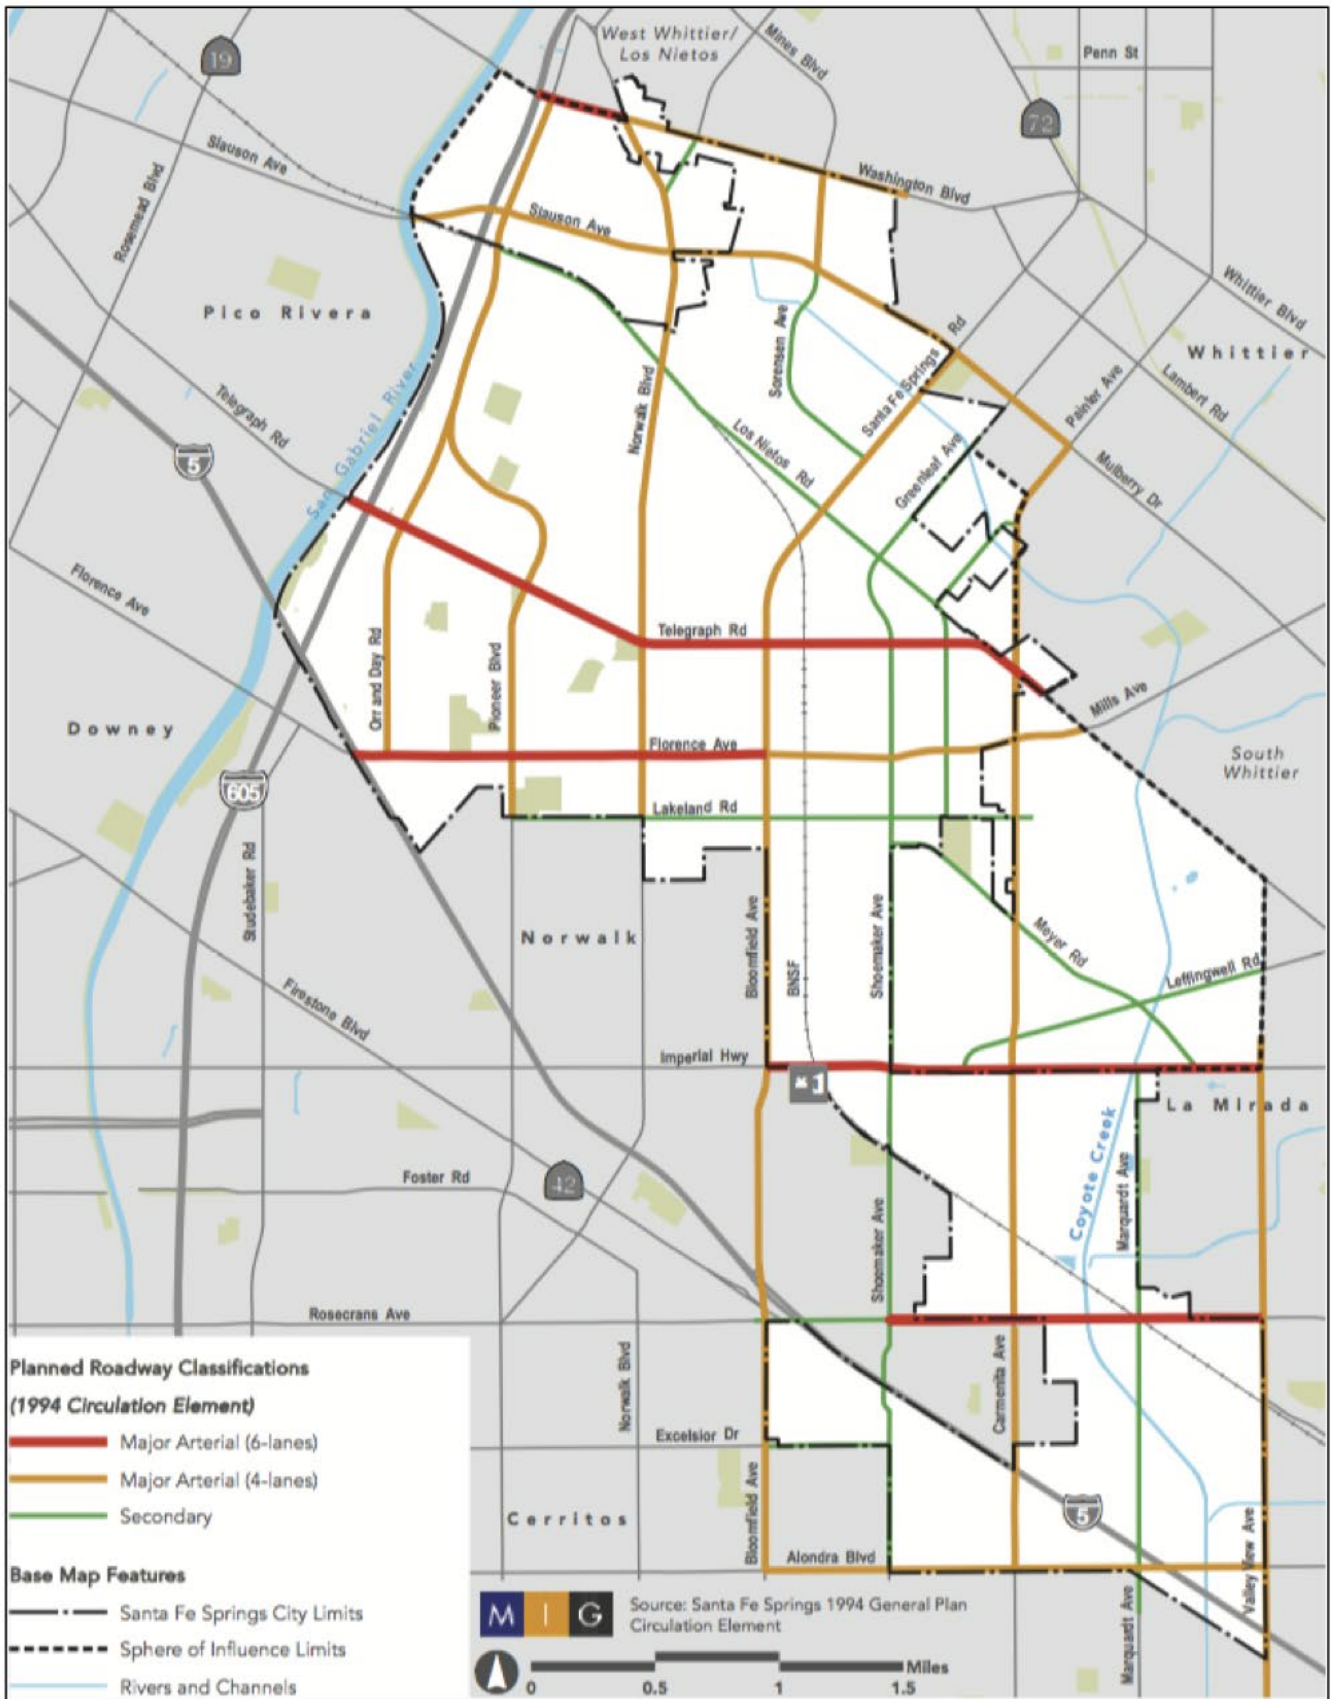 West Whittier/
Los Nietos
Mines Blvd
Penn St
19
72
Slauson Ave
Rosemead Blvd
Washington Blvd
Slauson Ave
Pico Rivera
Whittier Blvd
Whittier
Sorensen Ave
Santa Fe Springs Rd
Painter Ave
Lambert Rd
Telegraph Rd
San Gabriel River
Norwalk Blvd
Los Nietos Rd
Greenleaf Ave
Mulberry Dr
5
Florence Ave
Telegraph Rd
Orr and Day Rd
Pioneer Blvd
Mills Ave
Downey
Florence Ave
South
Whittier
605
Lakeland Rd
Studebaker Rd
Norwalk
Bloomfield Ave
BNSF
Shoemaker Ave
Meyer Rd
Leffingwell Rd
Firestone Blvd
Imperial Hwy
1
La Mirada
Coyote Creek
Marquardt Ave
Foster Rd
42
Shoemaker Ave
Rosecrans Ave
Norwalk Blvd
Carmenita Ave
Excelsior Dr
Cerritos
Bloomfield Ave
5
Valley View Ave
Alondra Blvd
Marquardt Ave
Planned Roadway Classifications
(1994 Circulation Element)
Major Arterial (6-lanes)
Major Arterial (4-lanes)
Secondary
Base Map Features
Santa Fe Springs City Limits
Sphere of Influence Limits
Rivers and Channels
M I G
Source: Santa Fe Springs 1994 General Plan
Circulation Element
Miles
0 0.5 1 1.5